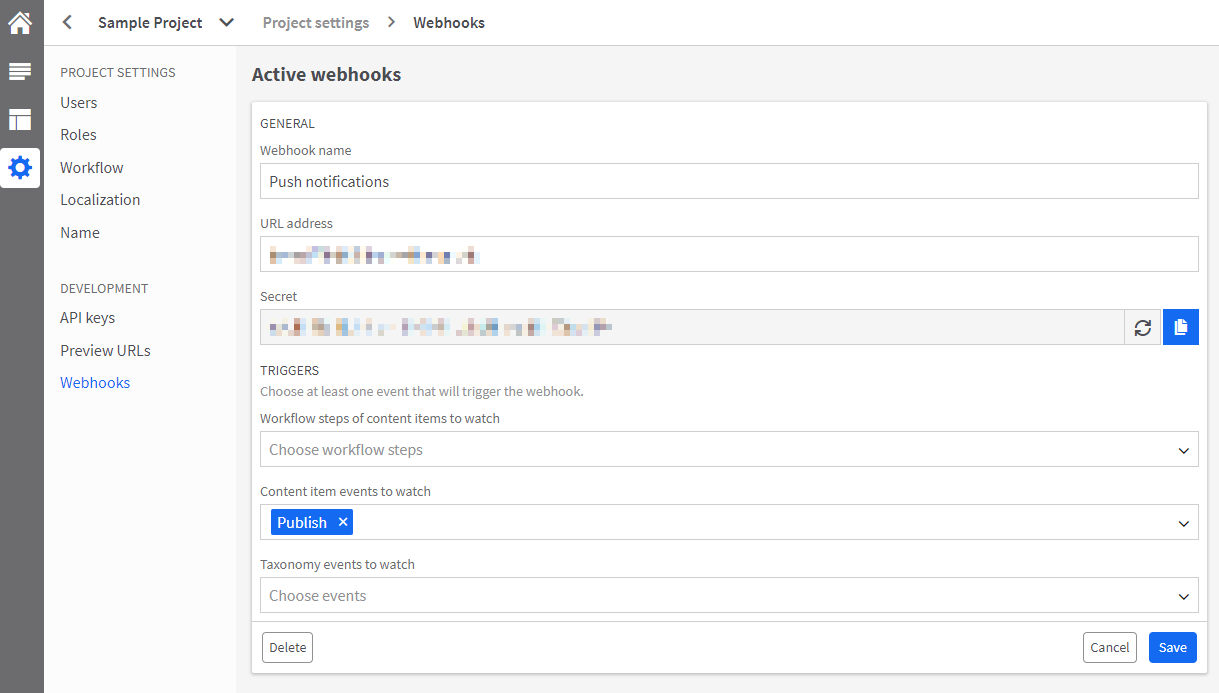 Sample Project
Project settings > Webhooks
PROJECT SETTINGS
Users
Roles
Workflow
Localization
Name
DEVELOPMENT
API keys
Preview URLs
Webhooks
Active webhooks
GENERAL
Webhook name
Push notifications
URL address
Secret
TRIGGERS
Choose at least one event that will trigger the webhook.
Workflow steps of content items to watch
Choose workflow steps
Content item events to watch
Publish ×
Taxonomy events to watch
Choose events
Delete
Cancel
Save